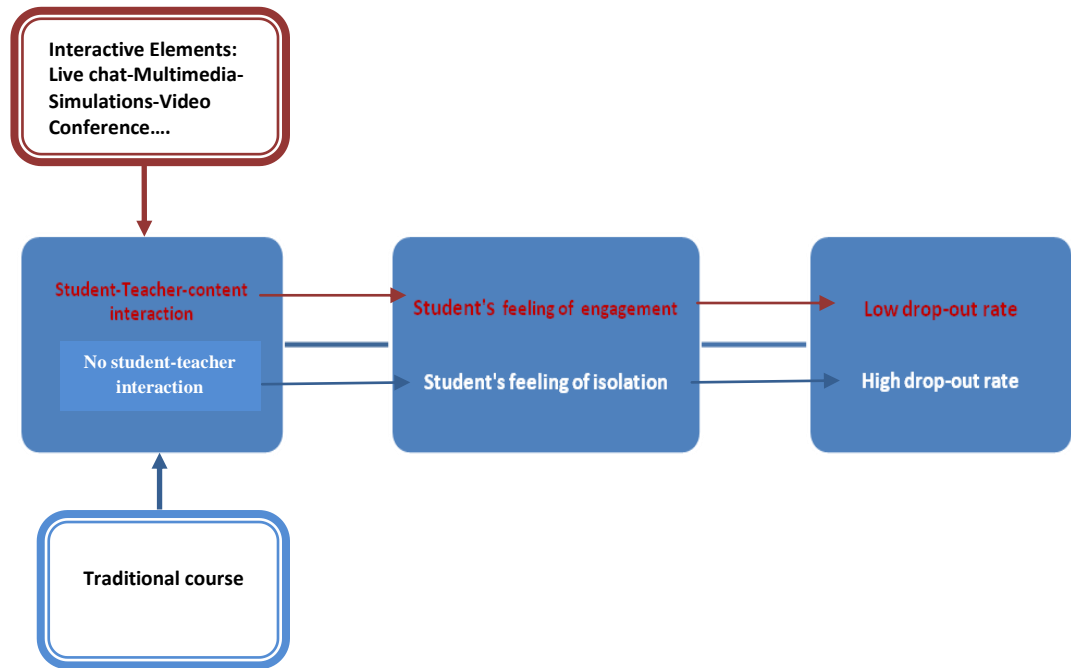 Interactive Elements:
Live chat-Multimedia-
Simulations-Video
Conference….
Student-Teacher-content
interaction
No student-teacher
interaction
Student's feeling of engagement
Student's feeling of isolation
Low drop-out rate
High drop-out rate
Traditional course